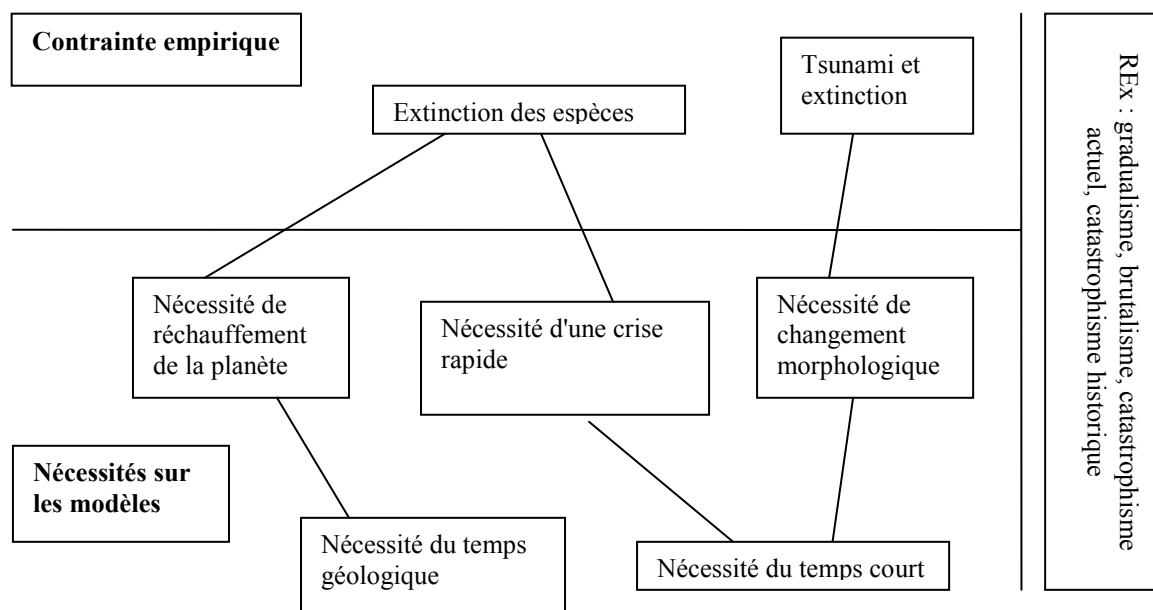 Contrainte empirique
Extinction des espèces
Tsunami et
extinction
Nécessité de
réchauffement
de la planète
Nécessité d'une crise
rapide
Nécessité de
changement
morphologique
Nécessités sur
les modèles
Nécessité du temps
géologique
Nécessité du temps court
REx : gradualisme, brutalisme, catastrophisme
actuel, catastrophisme historique